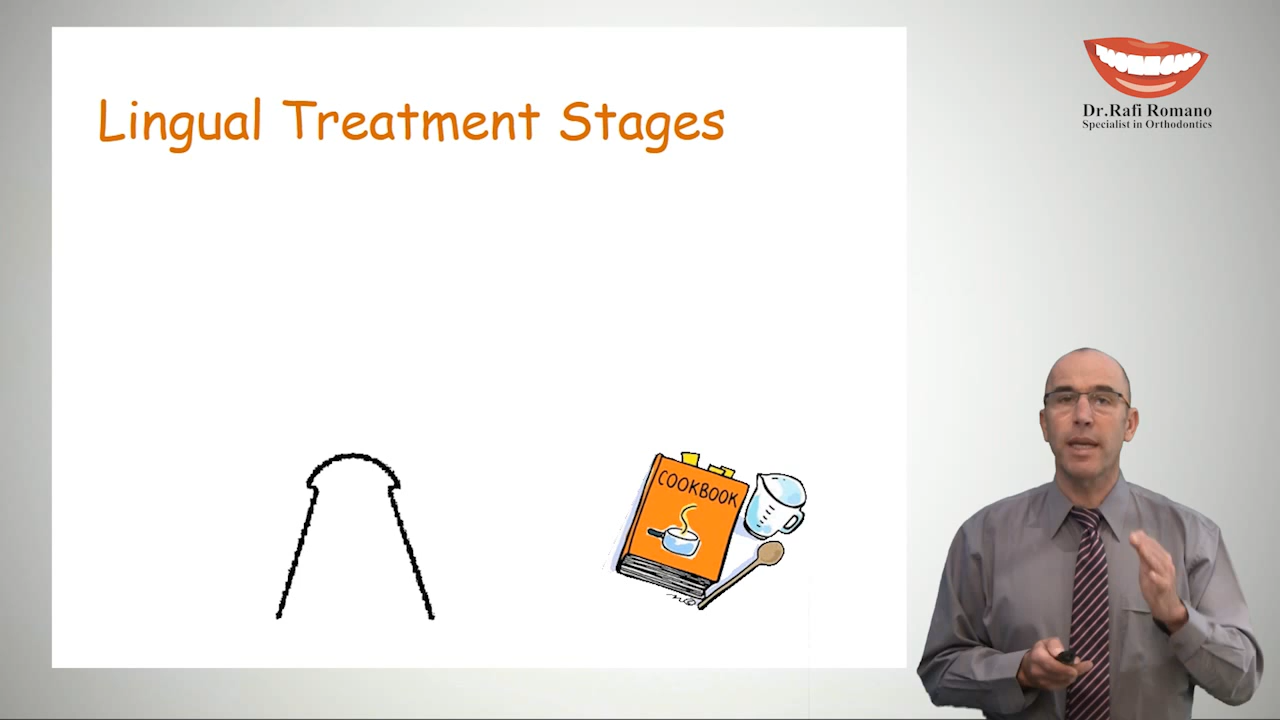 Lingual Treatment Stages
Dr.Rafi Romano
Specialist in Orthodontics
COOKBOOK